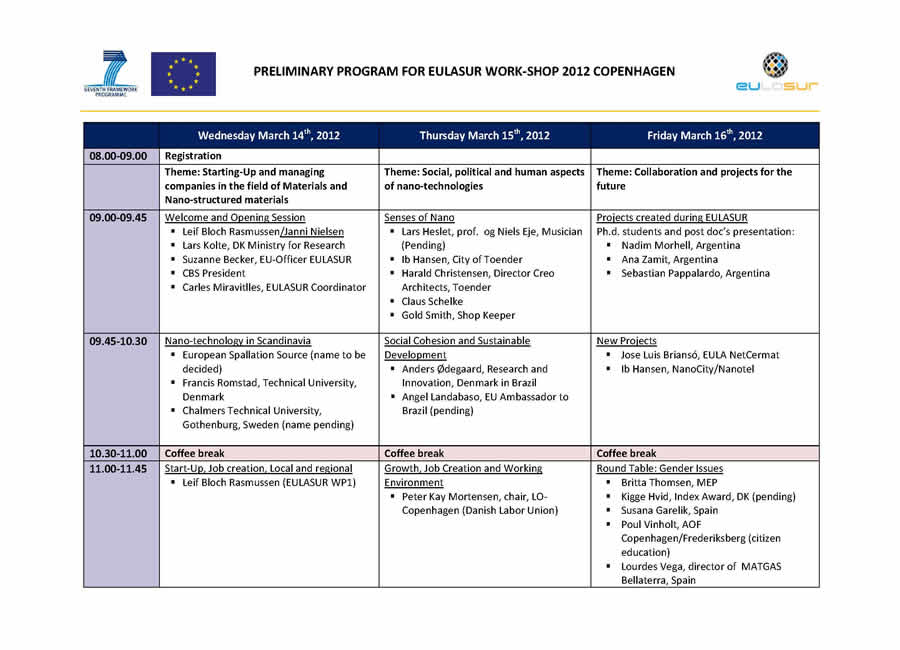 7
SEVENTH FRAMEWORK
PROGRAMME
PRELIMINARY PROGRAM FOR EULASUR WORK-SHOP 2012 COPENHAGEN
eulasur
Wednesday March 14th, 2012
Thursday March 15th, 2012
Friday March 16th, 2012
08.00-09.00
Registration
Theme: Starting-Up and managing
companies in the field of Materials and
Nano-structured materials
Theme: Social, political and human aspects
of nano-technologies
Theme: Collaboration and projects for the
future
09.00-09.45
Welcome and Opening Session
▪ Leif Bloch Rasmussen/Janni Nielsen
▪ Lars Kolte, DK Ministry for Research
▪ Suzanne Becker, EU-Officer EULASUR
▪ CBS President
▪ Carles Miravitlles, EULASUR Coordinator
Senses of Nano
▪ Lars Heslet, prof. og Niels Eje, Musician
(Pending)
▪ Ib Hansen, City of Toender
▪ Harald Christensen, Director Creo
Architects, Toender
▪ Claus Schelke
▪ Gold Smith, Shop Keeper
Projects created during EULASUR
Ph.d. students and post doc's presentation:
▪ Nadim Morhell, Argentina
▪ Ana Zamit, Argentina
▪ Sebastian Pappalardo, Argentina
09.45-10.30
Nano-technology in Scandinavia
▪ European Spallation Source (name to be
decided)
▪ Francis Romstad, Technical University,
Denmark
▪ Chalmers Technical University,
Gothenburg, Sweden (name pending)
Social Cohesion and Sustainable
Development
▪ Anders Ødegaard, Research and
Innovation, Denmark in Brazil
▪ Angel Landabaso, EU Ambassador to
Brazil (pending)
New Projects
▪ Jose Luis Briansó, EULA NetCermat
▪ Ib Hansen, NanoCity/Nanotel
10.30-11.00
Coffee break
Coffee break
Coffee break
11.00-11.45
Start-Up, Job creation, Local and regional
▪ Leif Bloch Rasmussen (EULASUR WP1)
Growth, Job Creation and Working
Environment
▪ Peter Kay Mortensen, chair, LO-
Copenhagen (Danish Labor Union)
Round Table: Gender Issues
▪ Britta Thomsen, MEP
▪ Kigge Hvid, Index Award, DK (pending)
▪ Susana Garelik, Spain
▪ Poul Vinholt, AOF
Copenhagen/Frederiksberg (citizen
education)
▪ Lourdes Vega, director of MATGAS
Bellaterra, Spain